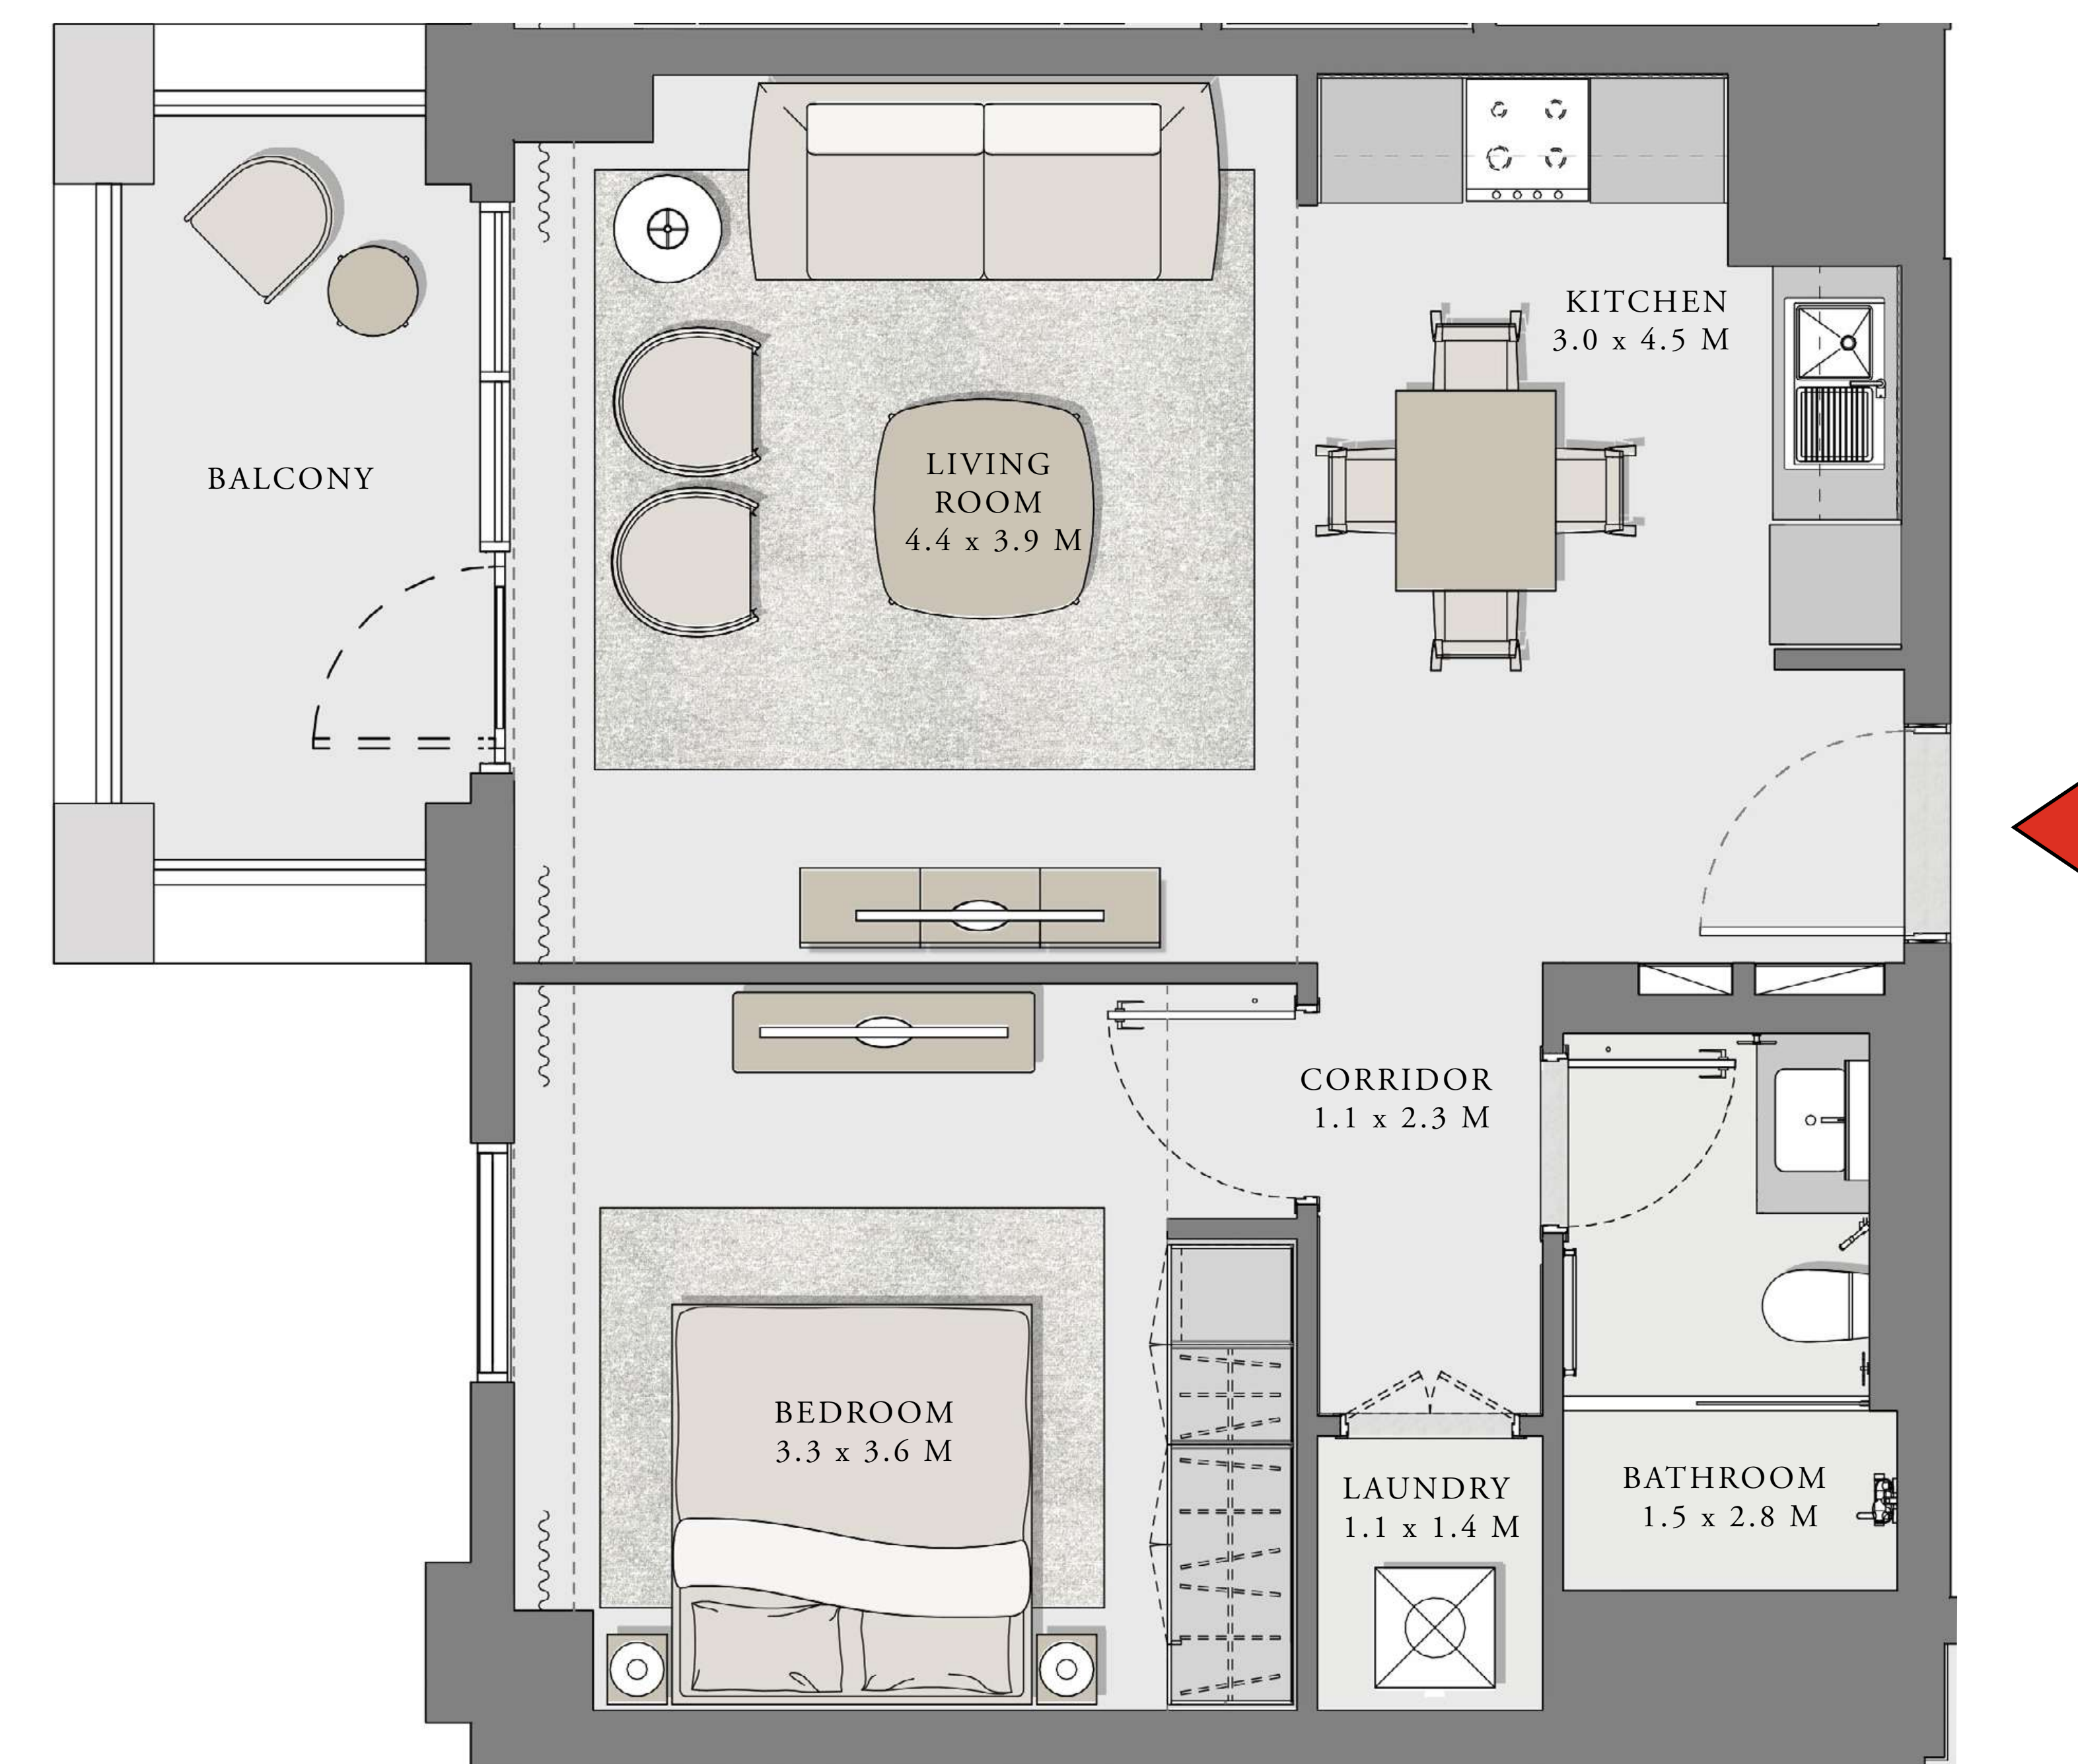 KITCHEN
3.0 x 4.5 M
BALCONY
LIVING
ROOM
4.4 x 3.9 M
CORRIDOR
1.1 x 2.3 M
BEDROOM
3.3 x 3.6 M
LAUNDRY
1.1 x 1.4 M
BATHROOM
1.5 x 2.8 M